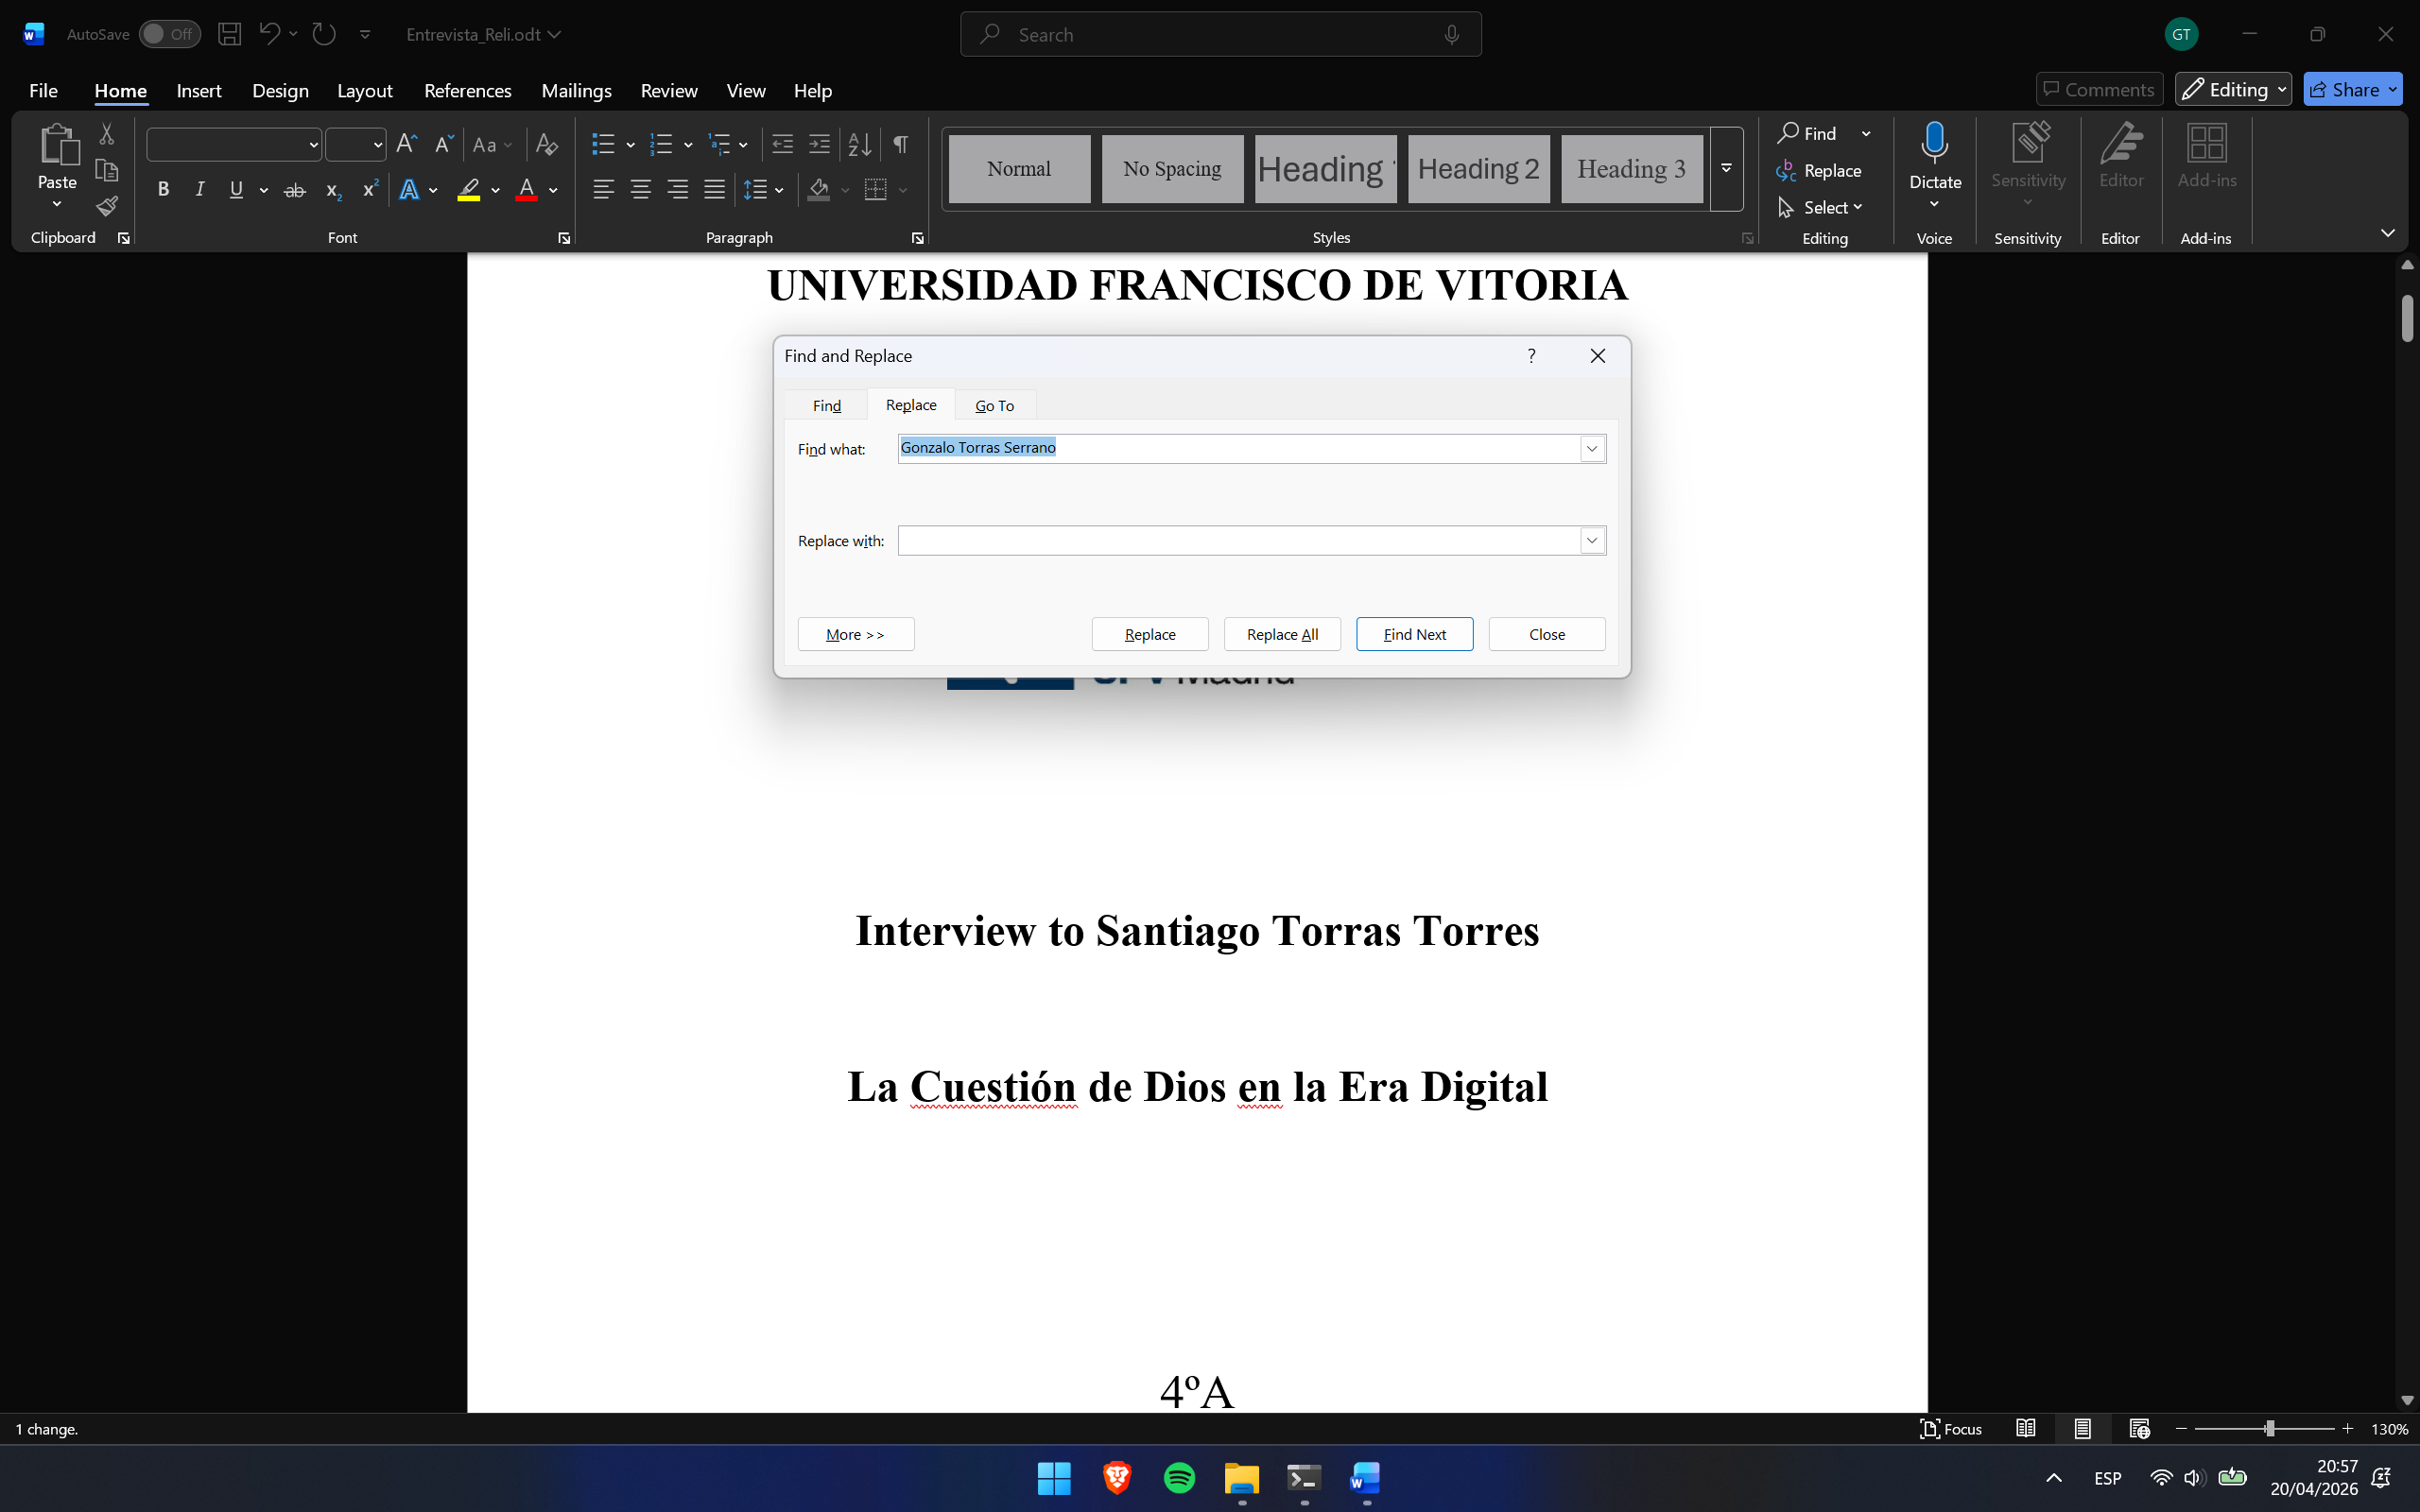 AutoSave Off Entrevista_Reli.odt Search GT
File Home Insert Design Layout References Mailings Review View Help Comments Editing Share
Paste Aa Normal No Spacing Heading Heading 2 Heading 3 Find Replace Select Dictate Sensitivity Editor Add-ins
B I U ab x₂ x² A A
Clipboard Font Paragraph Styles Editing Voice Sensitivity Editor Add-ins
UNIVERSIDAD FRANCISCO DE VITORIA
Find and Replace ?
Find Replace Go To
Find what: Gonzalo Torras Serrano
Replace with:
More >> Replace Replace All Find Next Close
Interview to Santiago Torras Torres
La Cuestión de Dios en la Era Digital
4ºA
1 change. Focus 130%
ESP 20:57
20/04/2026